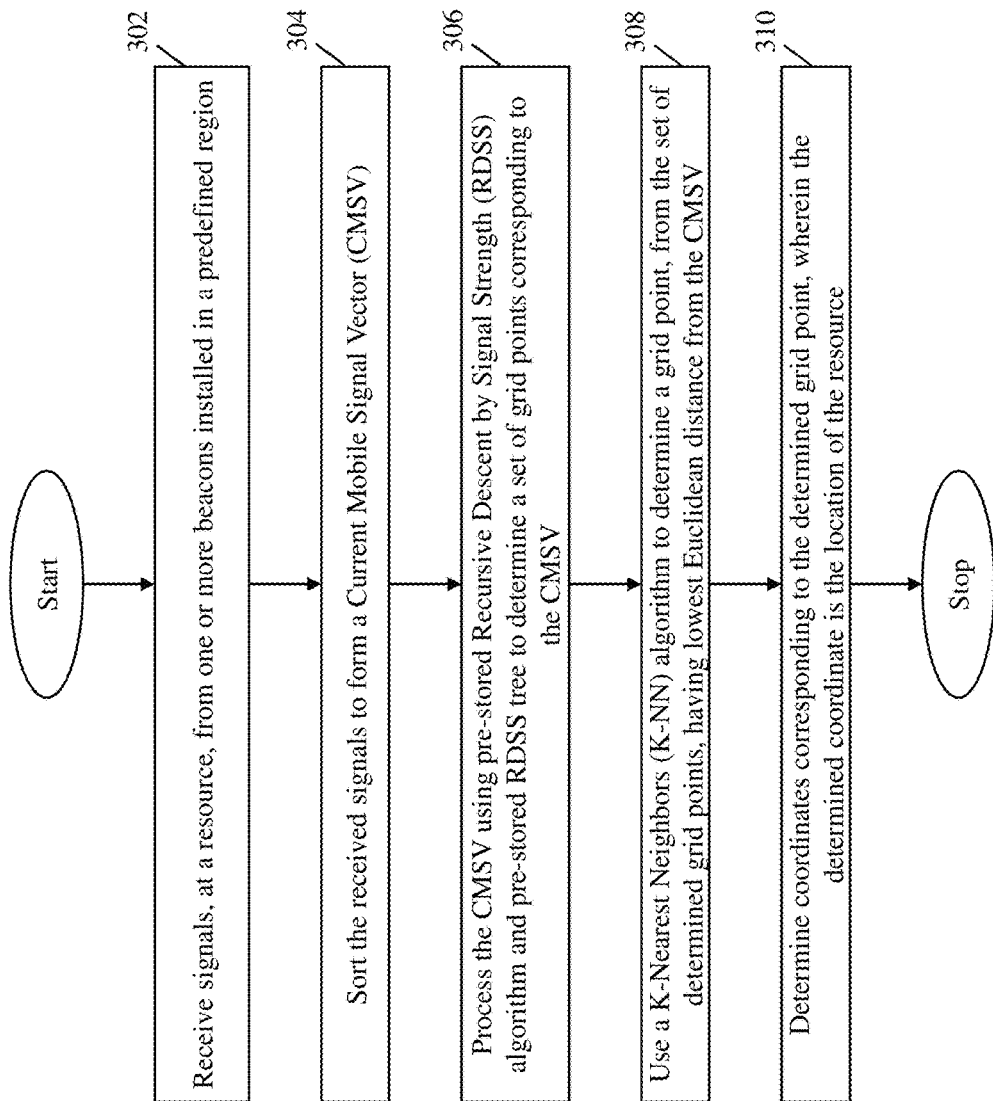 Start
302
Receive signals, at a resource, from one or more beacons installed in a predefined region
304
Sort the received signals to form a Current Mobile Signal Vector (CMSV)
306
Process the CMSV using pre-stored Recursive Descent by Signal Strength (RDSS)
algorithm and pre-stored RDSS tree to determine a set of grid points corresponding to
the CMSV
308
Use a K-Nearest Neighbors (K-NN) algorithm to determine a grid point, from the set of
determined grid points, having lowest Euclidean distance from the CMSV
310
Determine coordinates corresponding to the determined grid point, wherein the
determined coordinate is the location of the resource
Stop